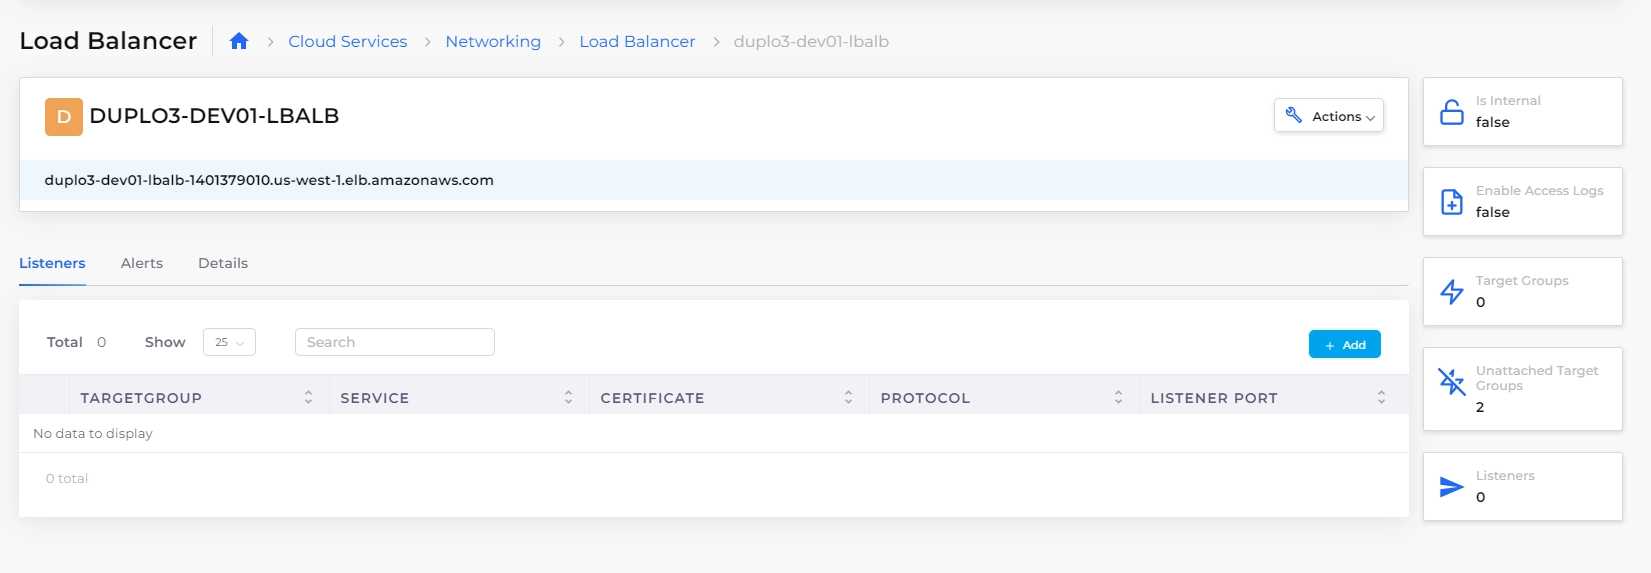 Load Balancer Cloud Services Networking Load Balancer duplo3-dev01-lbalb
D DUPLO3-DEV01-LBALB
Actions
duplo3-dev01-lbalb-1401379010.us-west-1.elb.amazonaws.com
Listeners Alerts Details
Total 0 Show 25 Search
+ Add
TARGETGROUP SERVICE CERTIFICATE PROTOCOL LISTENER PORT
No data to display
0 total
Is Internal
false
Enable Access Logs
false
Target Groups
0
Unattached Target
Groups
2
Listeners
0